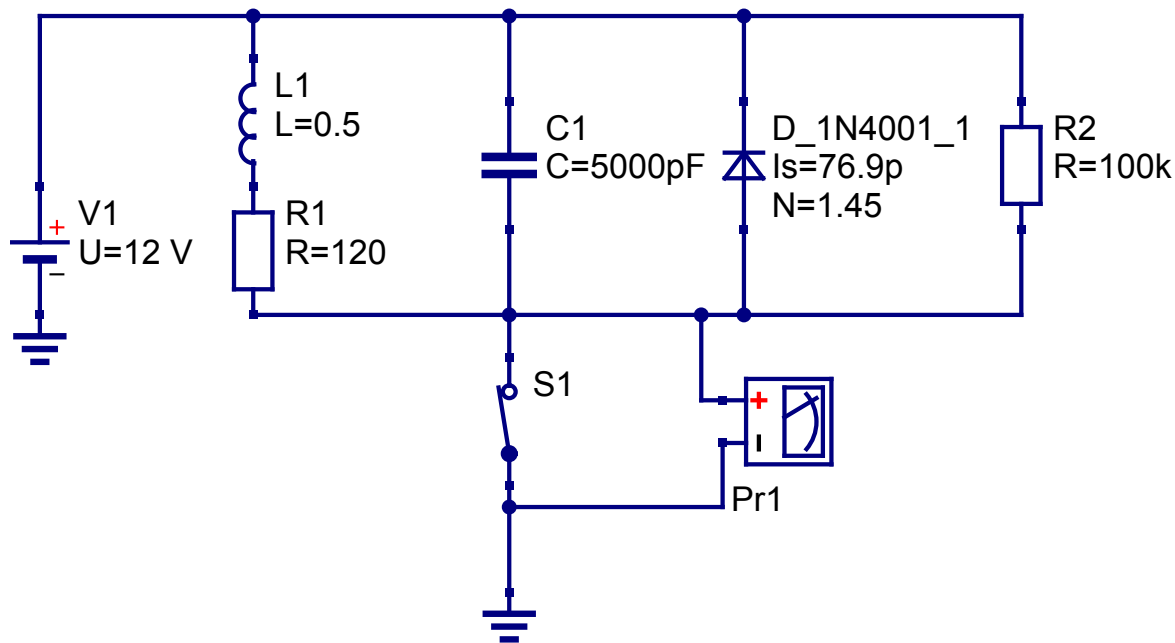 L1
L=0.5
C1
C=5000pF
D_1N4001_1
Is=76.9p
N=1.45
R2
R=100k
V1
U=12 V
+
−
R1
R=120
S1
+
−
Pr1